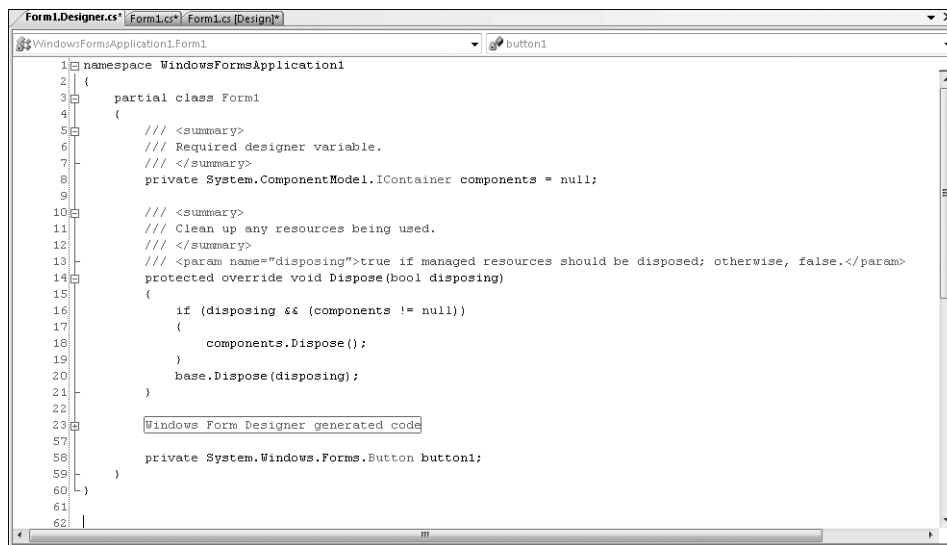 Form1.Designer.cs* Form1.cs* Form1.cs [Design]*
WindowsFormsApplication1.Form1 button1
1 namespace WindowsFormsApplication1
2 {
3     partial class Form1
4     {
5         /// <summary>
6         /// Required designer variable.
7         /// </summary>
8         private System.ComponentModel.IContainer components = null;
9
10         /// <summary>
11         /// Clean up any resources being used.
12         /// </summary>
13         /// <param name="disposing">true if managed resources should be disposed; otherwise, false.</param>
14         protected override void Dispose(bool disposing)
15         {
16             if (disposing && (components != null))
17             {
18                 components.Dispose();
19             }
20             base.Dispose(disposing);
21         }
22
23         Windows Form Designer generated code
57
58         private System.Windows.Forms.Button button1;
59     }
60 }
61
62